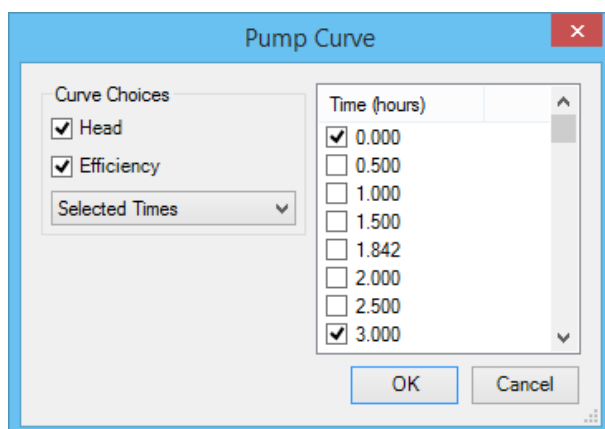 Pump Curve
Curve Choices
Head
Efficiency
Selected Times
Time (hours)
0.000
0.500
1.000
1.500
1.842
2.000
2.500
3.000
OK
Cancel